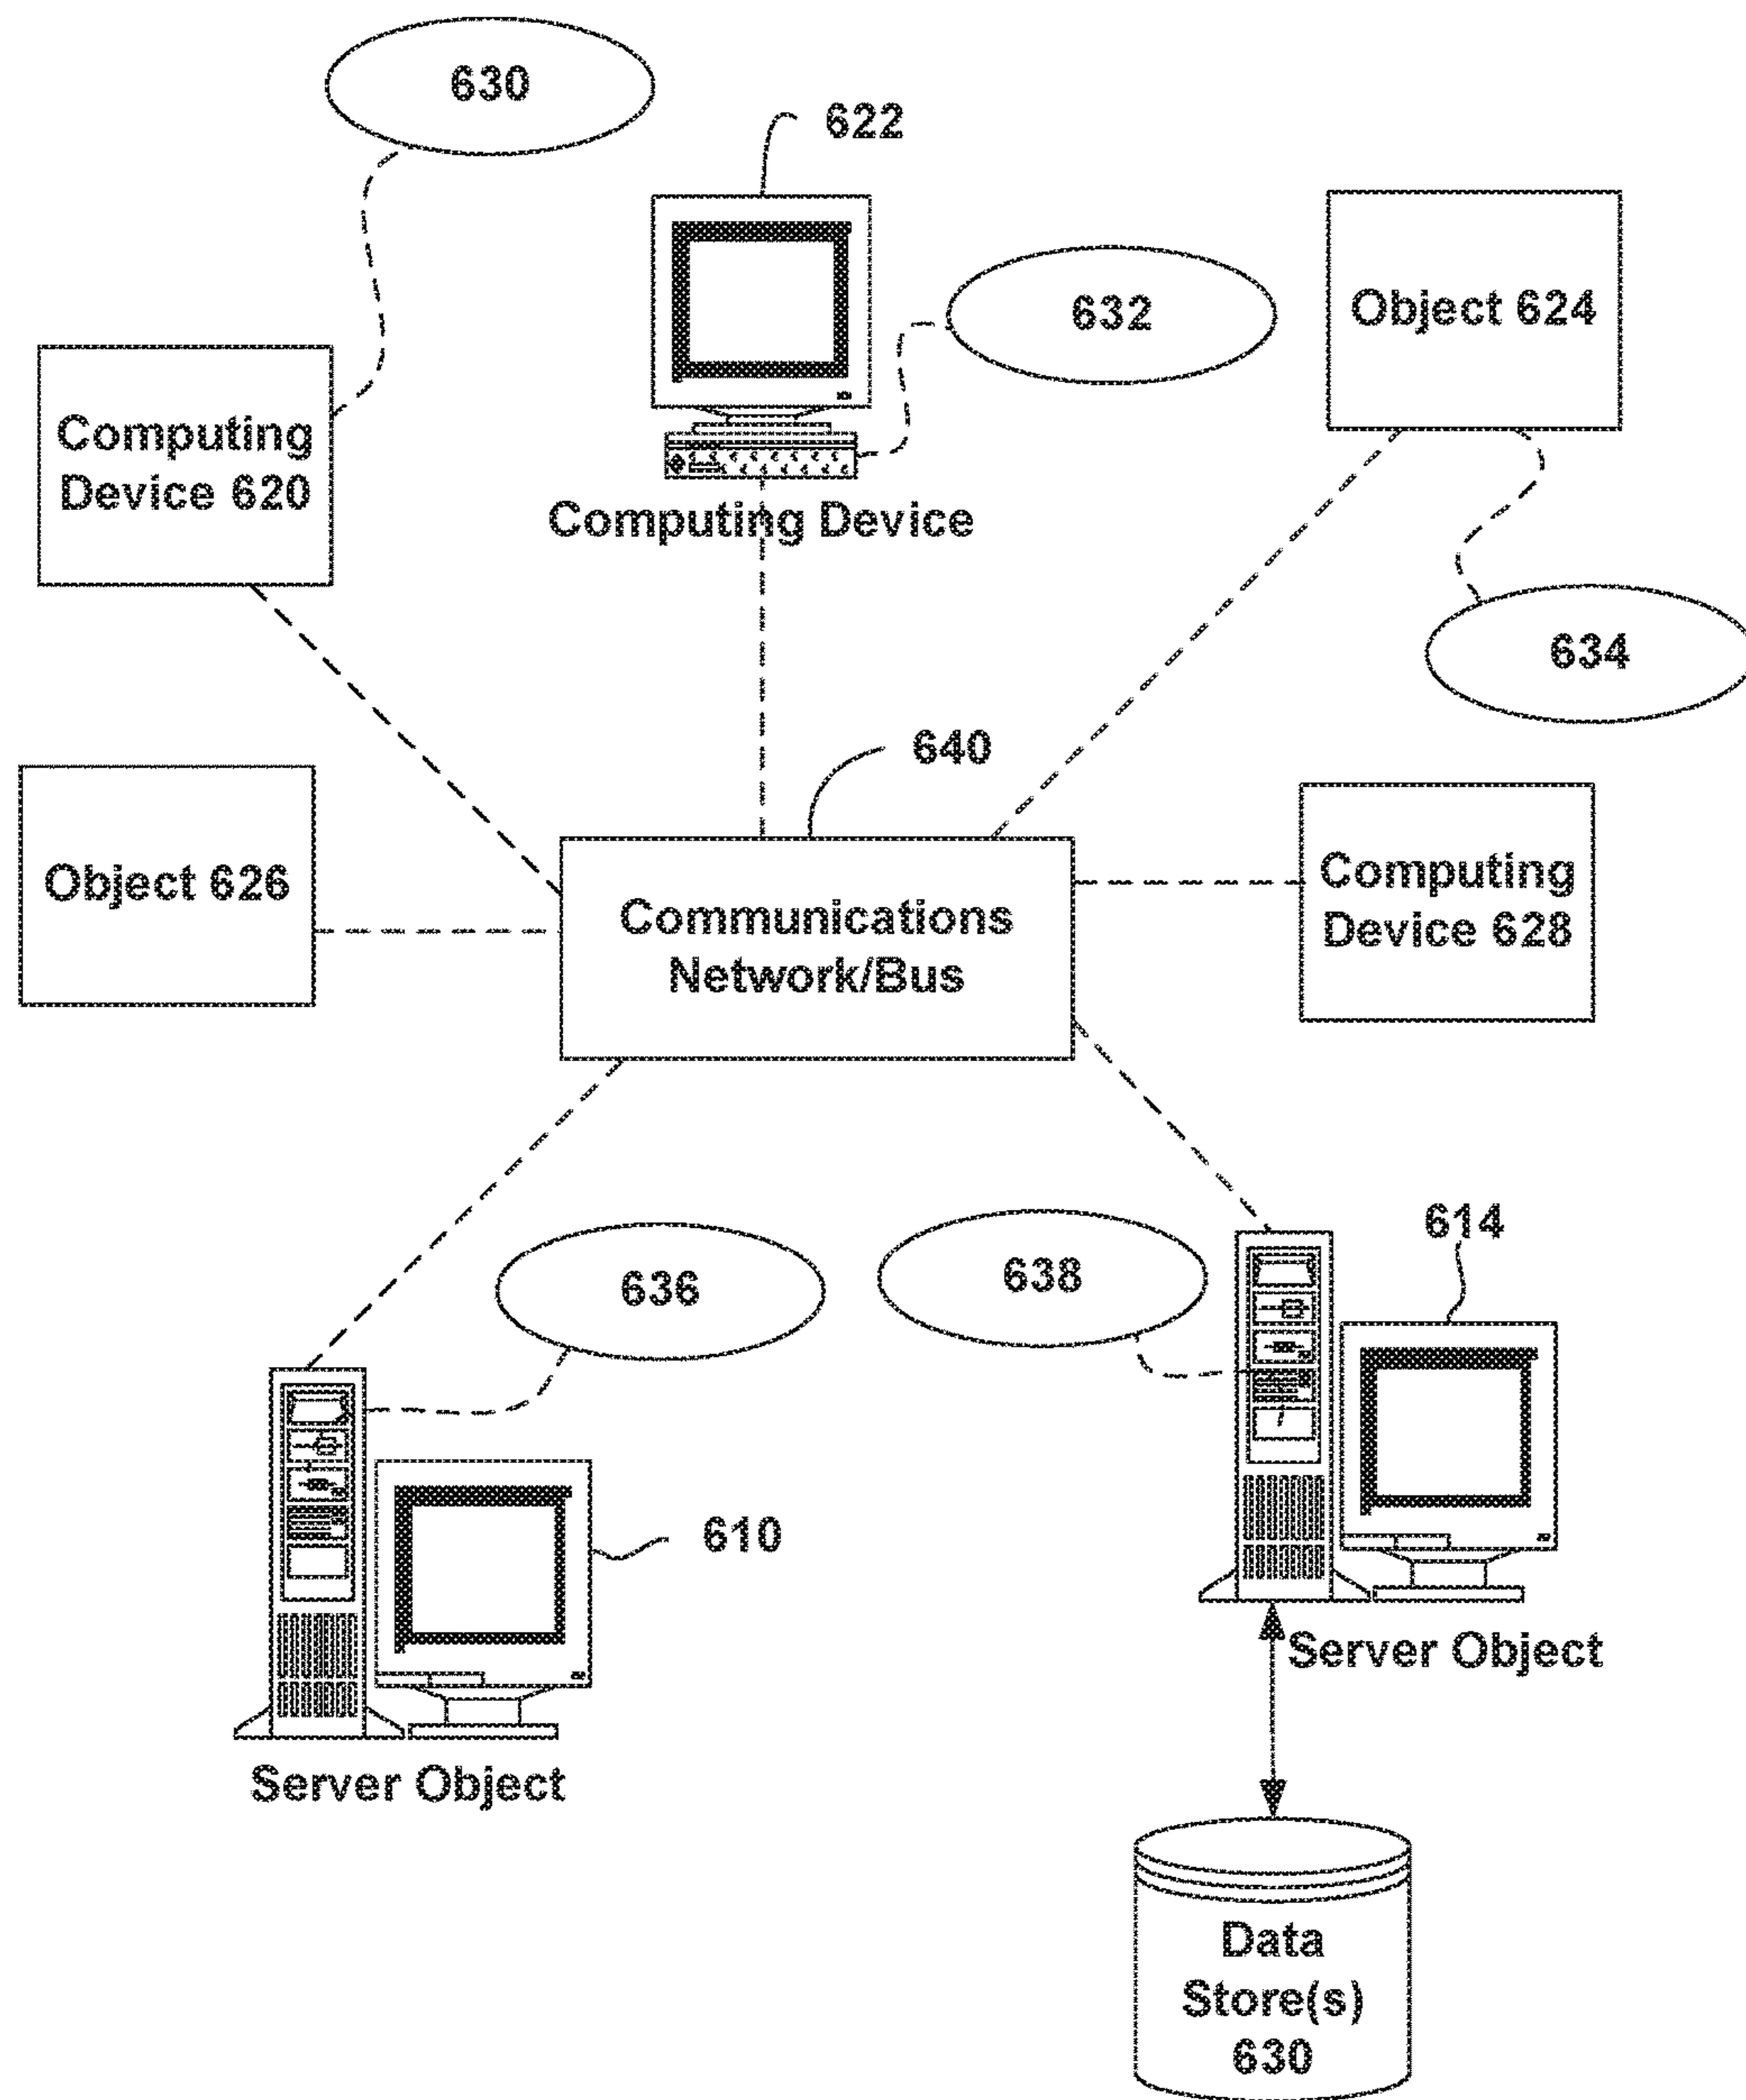 630
622
632
Object 624
Computing
Device 620
Computing Device
634
640
Object 626
Communications
Network/Bus
Computing
Device 628
636
638
614
610
Server Object
Server Object
Data
Store(s)
630